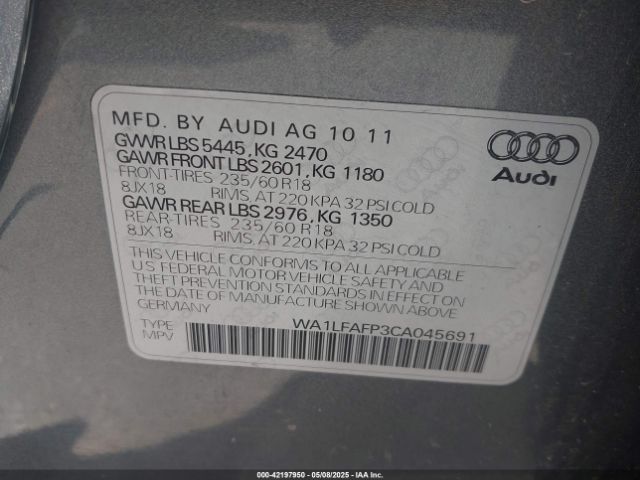 MFD. BY AUDI AG 10 11
GVWR LBS 5445, KG 2470
GAWR FRONT LBS 2601, KG 1180
FRONT-TIRES 235/60 R18
8JX18 RIMS, AT 220 KPA 32 PSI COLD
GAWR REAR LBS 2976, KG 1350
REAR-TIRES 235/60 R18
8JX18 RIMS, AT 220 KPA 32 PSI COLD
THIS VEHICLE CONFORMS TO ALL APPLICABLE
U S FEDERAL MOTOR VEHICLE SAFETY AND
THEFT PREVENTION STANDARDS IN EFFECT ON
THE DATE OF MANUFACTURE SHOWN ABOVE
GERMANY
TYPE
MPV
WA1LFAFP3CA045691
Audi
000-42197950 - 05/08/2025 - IAAI.COM